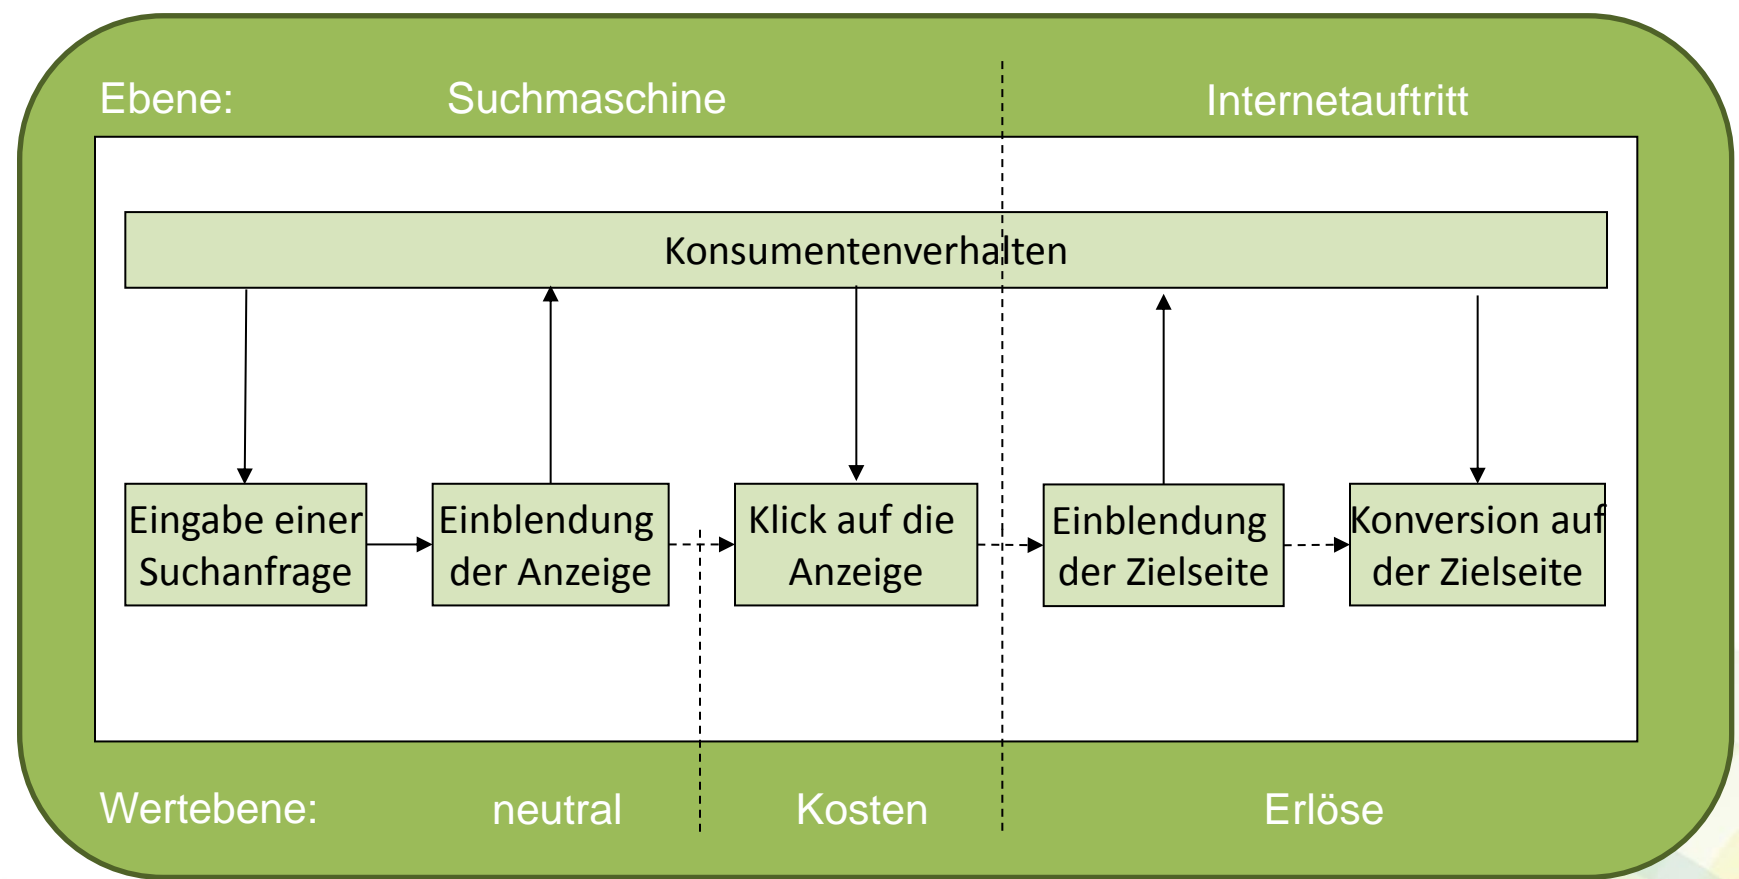 Ebene: Suchmaschine Internetauftritt
Konsumentenverhalten
Eingabe einer
Suchanfrage
Einblendung
der Anzeige
Klick auf die
Anzeige
Einblendung
der Zielseite
Konversion auf
der Zielseite
Wertebene: neutral Kosten Erlöse